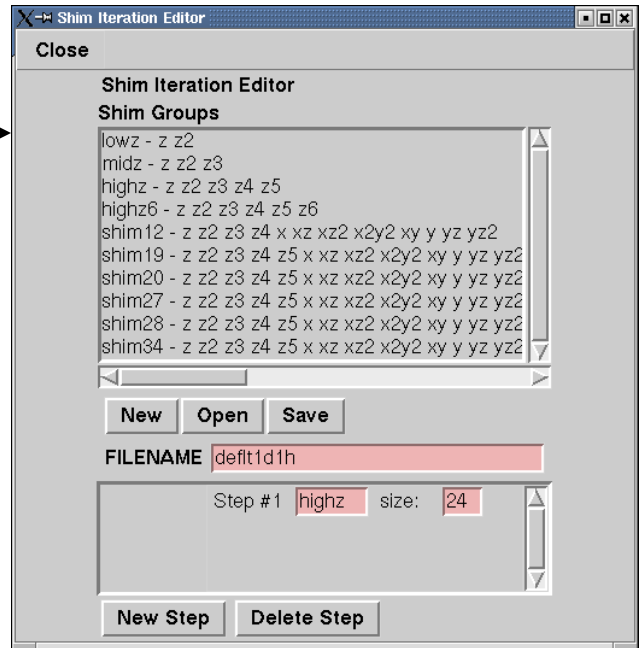 Shim Iteration Editor
Close
Shim Iteration Editor
Shim Groups
lowz - z z2
midz - z z2 z3
highz - z z2 z3 z4 z5
highz6 - z z2 z3 z4 z5 z6
shim12 - z z2 z3 z4 x xz xz2 x2y2 xy y yz yz2
shim19 - z z2 z3 z4 z5 x xz xz2 x2y2 xy y yz yz2
shim20 - z z2 z3 z4 z5 x xz xz2 x2y2 xy y yz yz2
shim27 - z z2 z3 z4 z5 x xz xz2 x2y2 xy y yz yz2
shim28 - z z2 z3 z4 z5 x xz xz2 x2y2 xy y yz yz2
shim34 - z z2 z3 z4 z5 x xz xz2 x2y2 xy y yz yz2
New Open Save
FILENAME deflt1d1h
Step #1 highz size: 24
New Step Delete Step